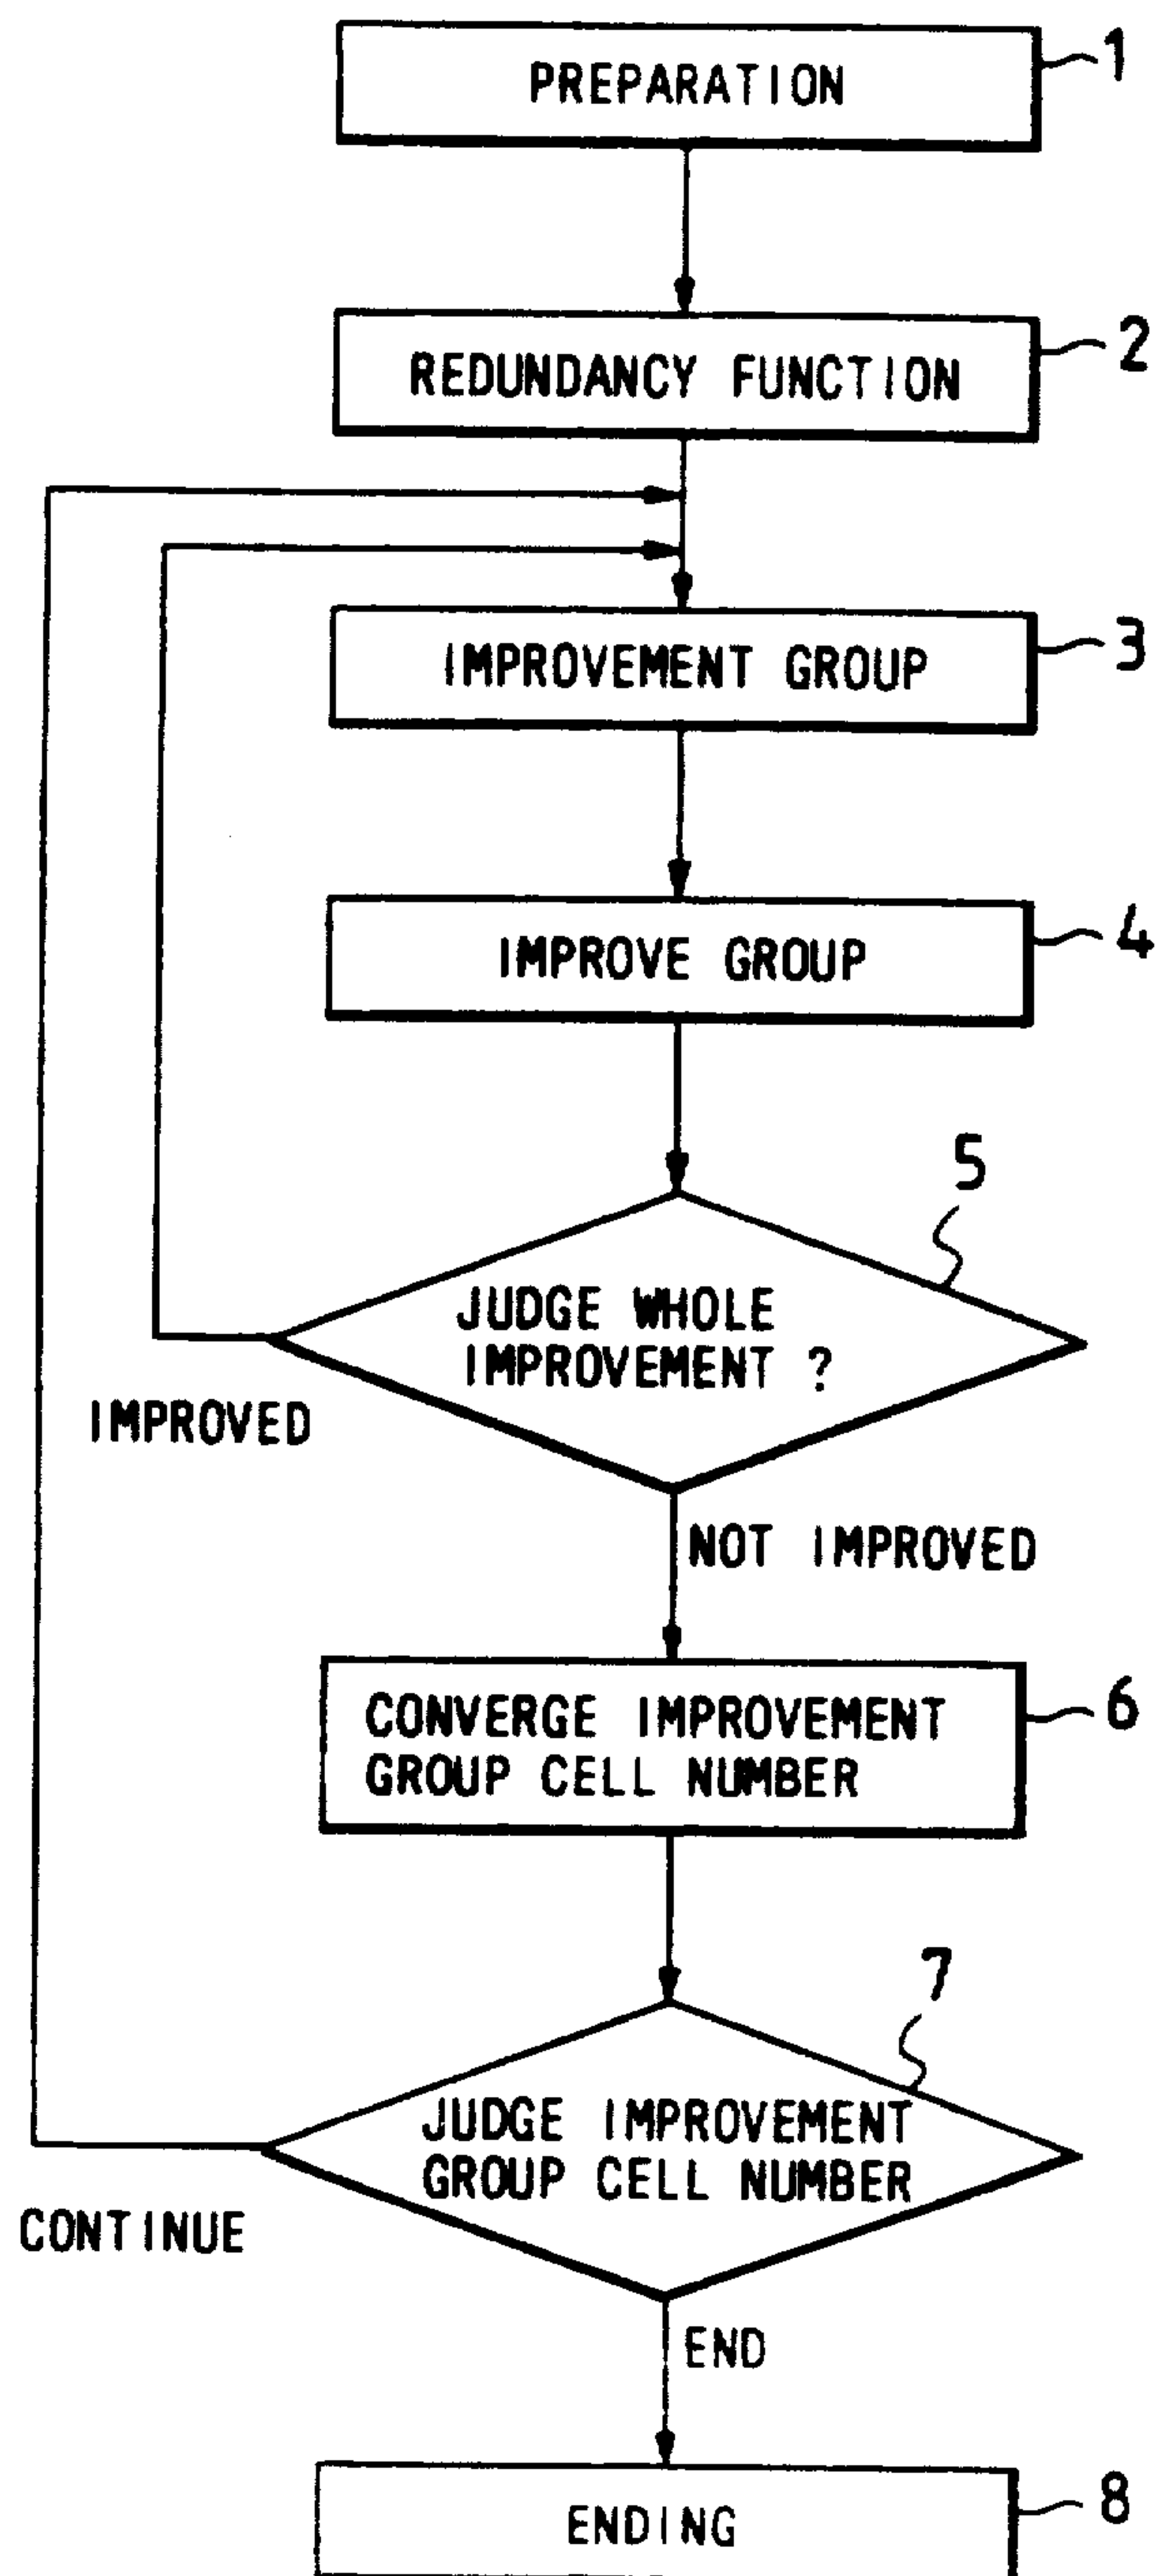 PREPARATION
1
REDUNDANCY FUNCTION
2
IMPROVEMENT GROUP
3
IMPROVE GROUP
4
5
JUDGE WHOLE
IMPROVEMENT ?
IMPROVED
NOT IMPROVED
CONVERGE IMPROVEMENT
GROUP CELL NUMBER
6
7
JUDGE IMPROVEMENT
GROUP CELL NUMBER
CONTINUE
END
ENDING
8